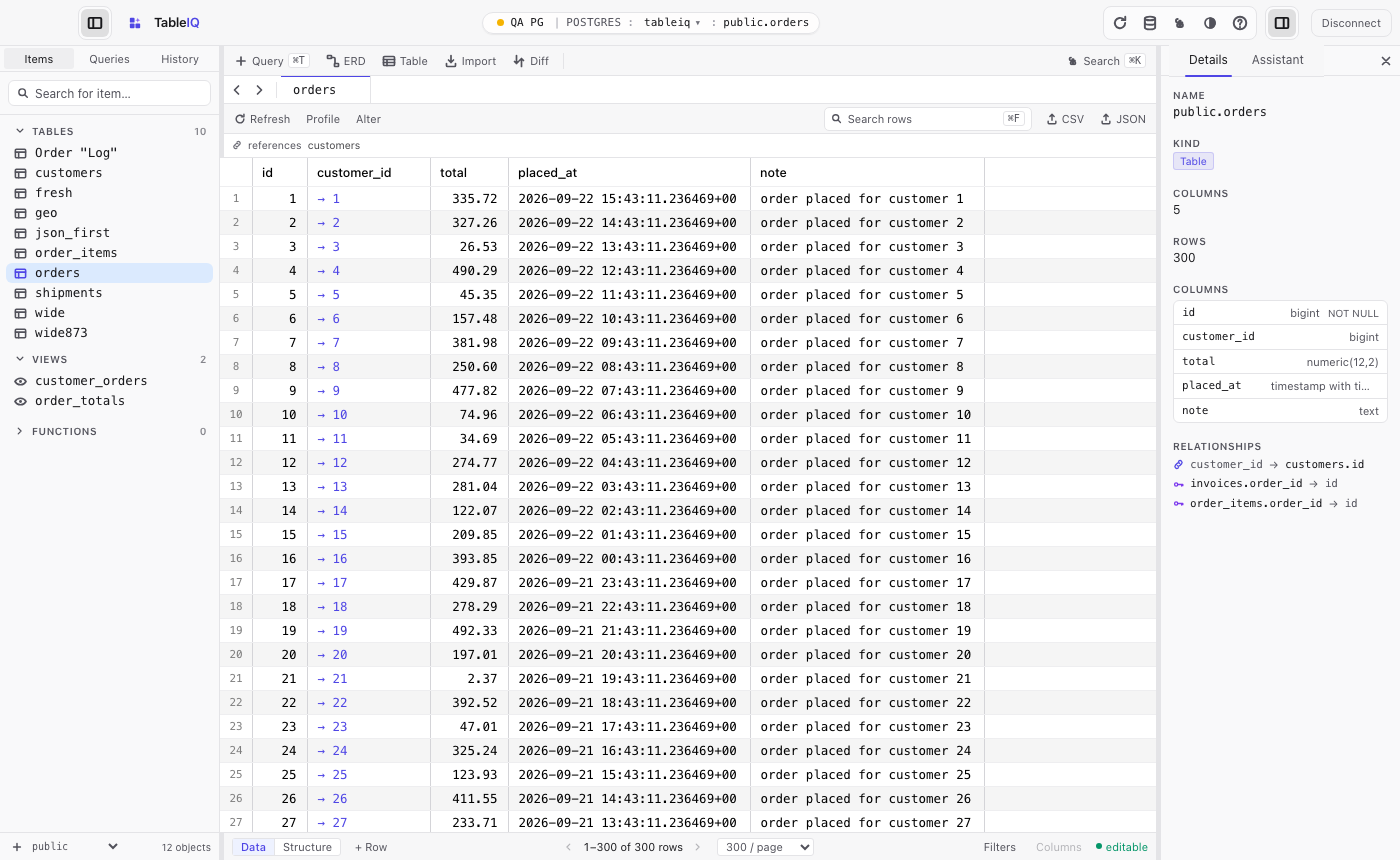 TableIQ
QA PG | POSTGRES : tableiq ▾ : public.orders
Disconnect
Items Queries History
Search for item...
TABLES 10
Order "Log"
customers
fresh
geo
json_first
order_items
orders
shipments
wide
wide873
VIEWS 2
customer_orders
order_totals
FUNCTIONS 0
+ public 12 objects
+ Query ⌘T ERD Table Import Diff Search ⌘K
orders
Refresh Profile Alter Search rows ⌘F CSV JSON
references customers
id customer_id total placed_at note
1 1 → 1 335.72 2026-09-22 15:43:11.236469+00 order placed for customer 1
2 2 → 2 327.26 2026-09-22 14:43:11.236469+00 order placed for customer 2
3 3 → 3 26.53 2026-09-22 13:43:11.236469+00 order placed for customer 3
4 4 → 4 490.29 2026-09-22 12:43:11.236469+00 order placed for customer 4
5 5 → 5 45.35 2026-09-22 11:43:11.236469+00 order placed for customer 5
6 6 → 6 157.48 2026-09-22 10:43:11.236469+00 order placed for customer 6
7 7 → 7 381.98 2026-09-22 09:43:11.236469+00 order placed for customer 7
8 8 → 8 250.60 2026-09-22 08:43:11.236469+00 order placed for customer 8
9 9 → 9 477.82 2026-09-22 07:43:11.236469+00 order placed for customer 9
10 10 → 10 74.96 2026-09-22 06:43:11.236469+00 order placed for customer 10
11 11 → 11 34.69 2026-09-22 05:43:11.236469+00 order placed for customer 11
12 12 → 12 274.77 2026-09-22 04:43:11.236469+00 order placed for customer 12
13 13 → 13 281.04 2026-09-22 03:43:11.236469+00 order placed for customer 13
14 14 → 14 122.07 2026-09-22 02:43:11.236469+00 order placed for customer 14
15 15 → 15 209.85 2026-09-22 01:43:11.236469+00 order placed for customer 15
16 16 → 16 393.85 2026-09-22 00:43:11.236469+00 order placed for customer 16
17 17 → 17 429.87 2026-09-21 23:43:11.236469+00 order placed for customer 17
18 18 → 18 278.29 2026-09-21 22:43:11.236469+00 order placed for customer 18
19 19 → 19 492.33 2026-09-21 21:43:11.236469+00 order placed for customer 19
20 20 → 20 197.01 2026-09-21 20:43:11.236469+00 order placed for customer 20
21 21 → 21 2.37 2026-09-21 19:43:11.236469+00 order placed for customer 21
22 22 → 22 392.52 2026-09-21 18:43:11.236469+00 order placed for customer 22
23 23 → 23 47.01 2026-09-21 17:43:11.236469+00 order placed for customer 23
24 24 → 24 325.24 2026-09-21 16:43:11.236469+00 order placed for customer 24
25 25 → 25 123.93 2026-09-21 15:43:11.236469+00 order placed for customer 25
26 26 → 26 411.55 2026-09-21 14:43:11.236469+00 order placed for customer 26
27 27 → 27 233.71 2026-09-21 13:43:11.236469+00 order placed for customer 27
Data Structure + Row 1–300 of 300 rows 300 / page Filters Columns editable
Details Assistant
NAME
public.orders
KIND
Table
COLUMNS
5
ROWS
300
COLUMNS
id bigint NOT NULL
customer_id bigint
total numeric(12,2)
placed_at timestamp with ti…
note text
RELATIONSHIPS
customer_id → customers.id
invoices.order_id → id
order_items.order_id → id